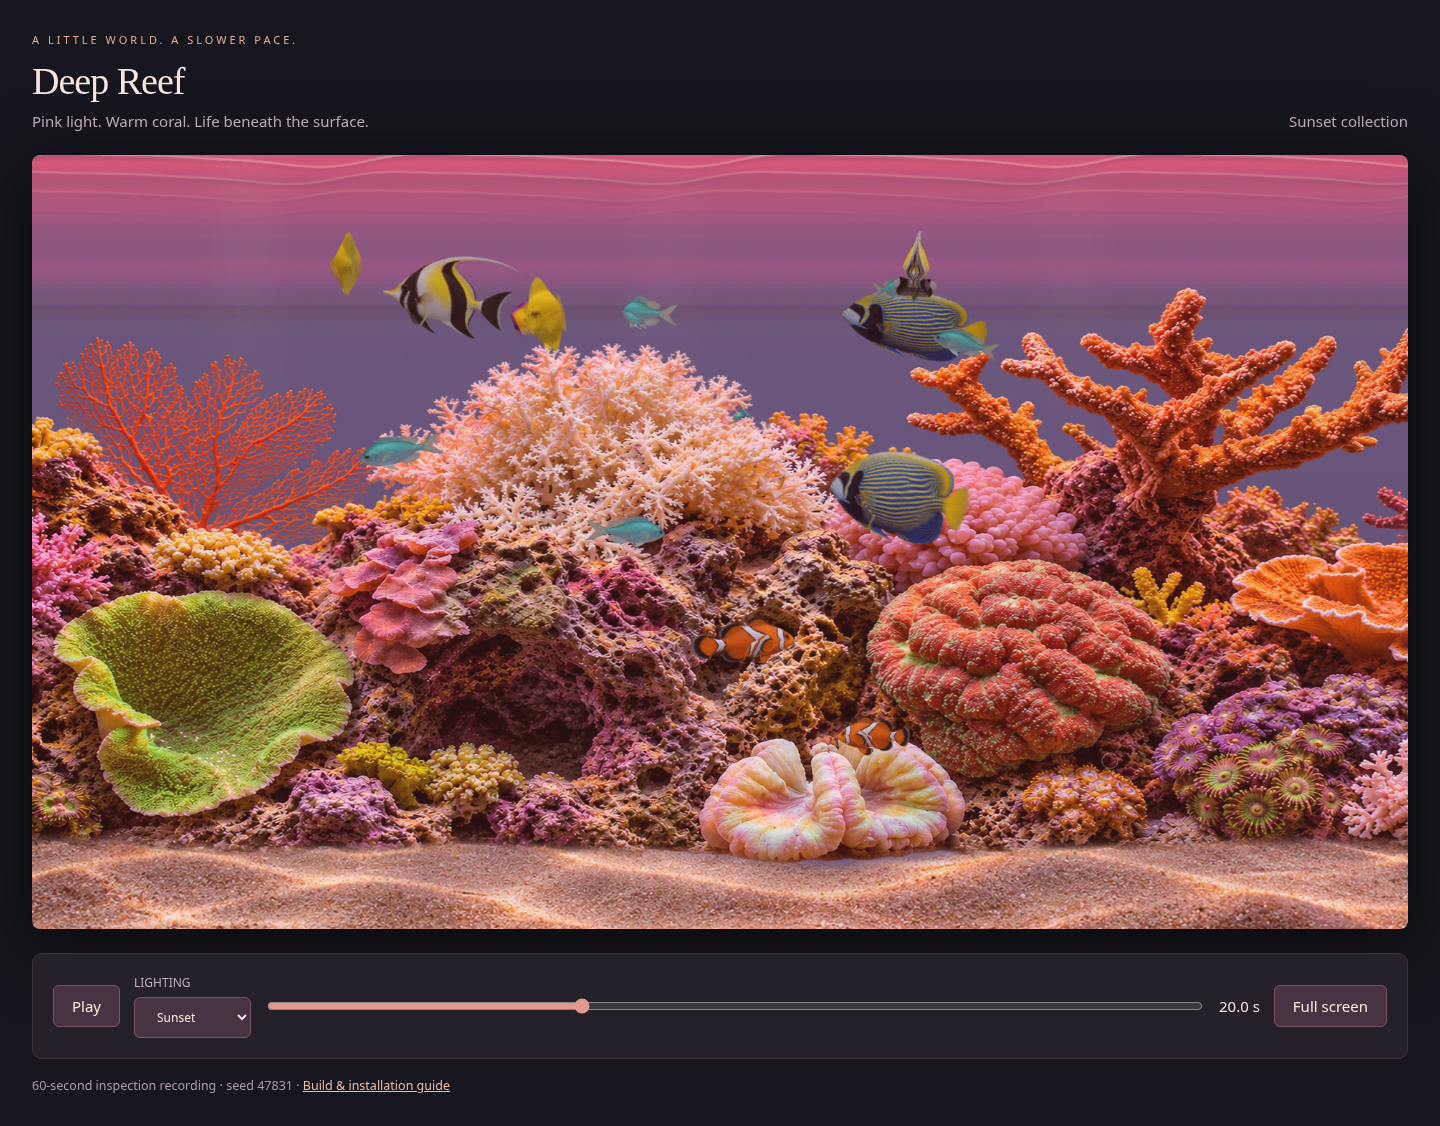 A LITTLE WORLD. A SLOWER PACE.
Deep Reef
Pink light. Warm coral. Life beneath the surface.
Sunset collection
Play
LIGHTING
Sunset
20.0 s
Full screen
60-second inspection recording · seed 47831 · Build & installation guide